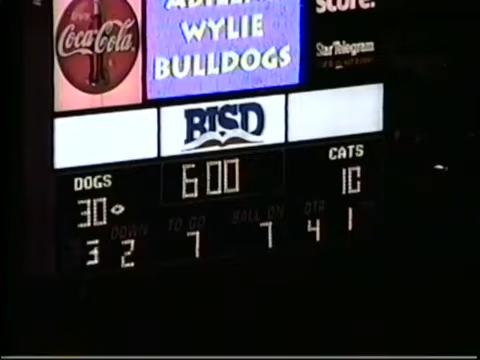 Coca-Cola
WYLIE
BULLDOGS
score.
Star-Telegram
BISD
DOGS
6 00
CATS
30
DOWN
TO GO
BALL ON
QTR
3
2
7
7
4
1